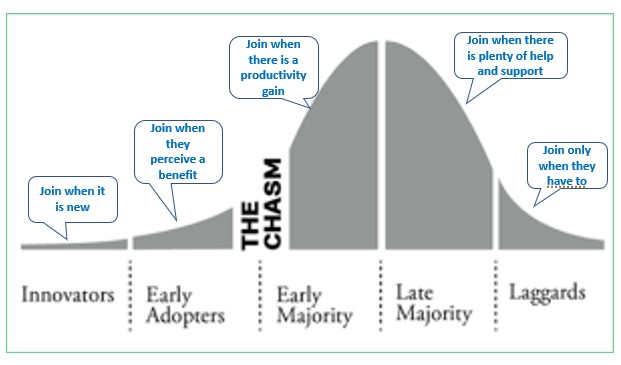 Join when it
is new
Join when
they
perceive a
benefit
THE
CHASM
Join when
there is a
productivity
gain
Join when there
is plenty of help
and support
Join only
when they
have to
Innovators
Early
Adopters
Early
Majority
Late
Majority
Laggards